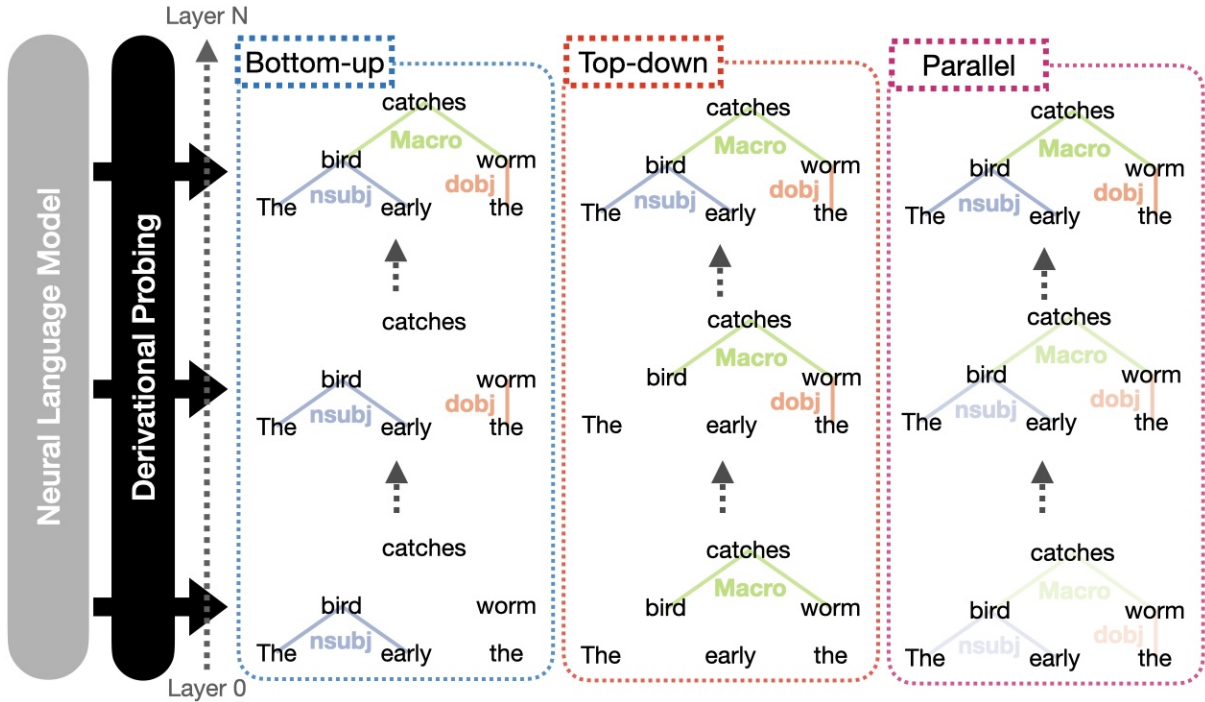 Layer N
Neural Language Model
Derivational Probing
Layer 0
Bottom-up
catches
Macro
bird worm
nsubj dobj
The early the
catches
bird worm
nsubj dobj
The early the
catches
bird worm
nsubj
The early the
Top-down
catches
Macro
bird worm
nsubj dobj
The early the
catches
Macro
bird worm
dobj
The early the
catches
Macro
bird worm
The early the
Parallel
catches
Macro
bird worm
nsubj dobj
The early the
catches
Macro
bird worm
nsubj dobj
The early the
catches
Macro
bird worm
nsubj dobj
The early the